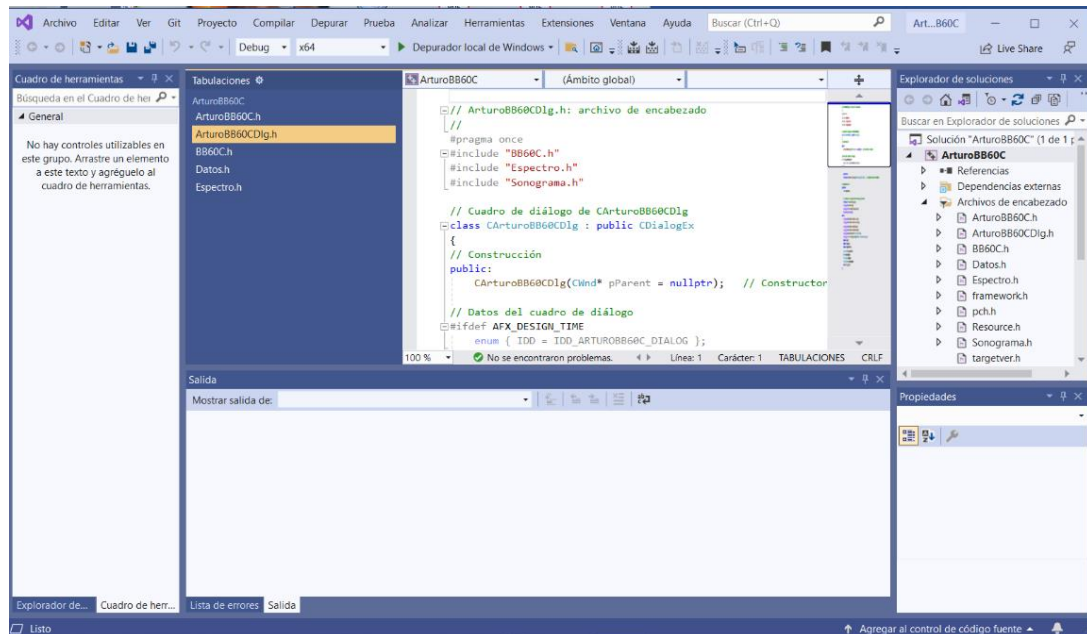 Archivo Editar Ver Git Proyecto Compilar Depurar Prueba Analizar Herramientas Extensiones Ventana Ayuda Buscar (Ctrl+Q) Art...B60C
Debug x64 Depurador local de Windows Live Share
Cuadro de herramientas
Búsqueda en el Cuadro de her
General
No hay controles utilizables en
este grupo. Arrastre un elemento
a este texto y agréguelo al
cuadro de herramientas.
Explorador de... Cuadro de herr...
Tabulaciones
ArturoBB60C
ArturoBB60C.h
ArturoBB60CDlg.h
BB60C.h
Datos.h
Espectro.h
ArturoBB60C (Ámbito global)
// ArturoBB60CDlg.h: archivo de encabezado
//
#pragma once
#include "BB60C.h"
#include "Espectro.h"
#include "Sonograma.h"
// Cuadro de diálogo de CArturoBB60CDlg
class CArturoBB60CDlg : public CDialogEx
{
// Construcción
public:
CArturoBB60CDlg(CWnd* pParent = nullptr); // Constructor
// Datos del cuadro de diálogo
#ifdef AFX_DESIGN_TIME
enum { IDD = IDD_ARTUROBB60C_DIALOG };
100 % No se encontraron problemas. Línea: 1 Carácter: 1 TABULACIONES CRLF
Salida
Mostrar salida de:
Lista de errores Salida
Explorador de soluciones
Buscar en Explorador de soluciones
Solución "ArturoBB60C" (1 de 1 p
ArturoBB60C
Referencias
Dependencias externas
Archivos de encabezado
ArturoBB60C.h
ArturoBB60CDlg.h
BB60C.h
Datos.h
Espectro.h
framework.h
pch.h
Resource.h
Sonograma.h
targetver.h
Propiedades
Listo Agregar al control de código fuente